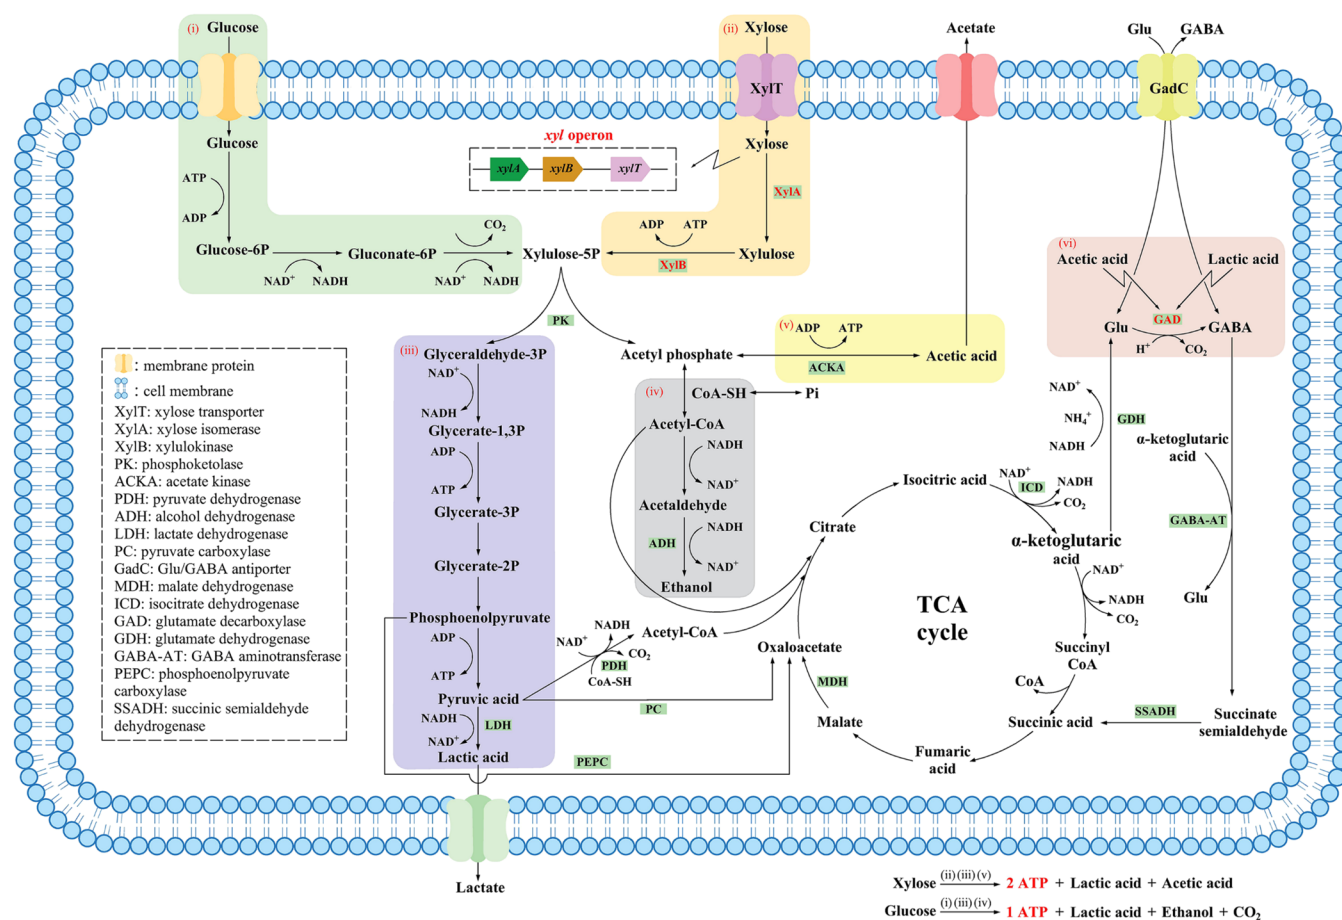 (i)
Glucose
(ii)
Xylose
Acetate
Glu
GABA
XylT
GadC
Glucose
xyl operon
xylA
xylB
xylT
Xylose
XylA
ATP
ADP
CO2
ADP
ATP
Glucose-6P
Gluconate-6P
Xylulose-5P
XylB
Xylulose
NAD+
NADH
NAD+
NADH
(vi)
Acetic acid
Lactic acid
GAD
Glu
GABA
H+
CO2
PK
(v)
ADP
ATP
(iii)
Glyceraldehyde-3P
Acetyl phosphate
ACKA
Acetic acid
NAD+
NADH
(iv)
CoA-SH
Pi
Glycerate-1,3P
Acetyl-CoA
NAD+
NH4+
NADH
GDH
ADP
ATP
NADH
NAD+
α-ketoglutaric
acid
Glycerate-3P
Acetaldehyde
Isocitric acid
NAD+
ICD
NADH
CO2
ADH
NADH
NAD+
Citrate
α-ketoglutaric
acid
GABA-AT
Glycerate-2P
Ethanol
NAD+
NADH
CO2
Glu
TCA
cycle
Phosphoenolpyruvate
ADP
ATP
NAD+
NADH
CO2
PDH
CoA-SH
Acetyl-CoA
Oxaloacetate
MDH
Succinyl
CoA
CoA
Pyruvic acid
PC
NADH
NAD+
LDH
Malate
Succinic acid
SSADH
Succinate
semialdehyde
Lactic acid
PEPC
Fumaric
acid
: membrane protein
: cell membrane
XylT: xylose transporter
XylA: xylose isomerase
XylB: xylulokinase
PK: phosphoketolase
ACKA: acetate kinase
PDH: pyruvate dehydrogenase
ADH: alcohol dehydrogenase
LDH: lactate dehydrogenase
PC: pyruvate carboxylase
GadC: Glu/GABA antiporter
MDH: malate dehydrogenase
ICD: isocitrate dehydrogenase
GAD: glutamate decarboxylase
GDH: glutamate dehydrogenase
GABA-AT: GABA aminotransferase
PEPC: phosphoenolpyruvate
carboxylase
SSADH: succinic semialdehyde
dehydrogenase
Lactate
Xylose (ii)(iii)(v) 2 ATP + Lactic acid + Acetic acid
Glucose (i)(iii)(iv) 1 ATP + Lactic acid + Ethanol + CO2